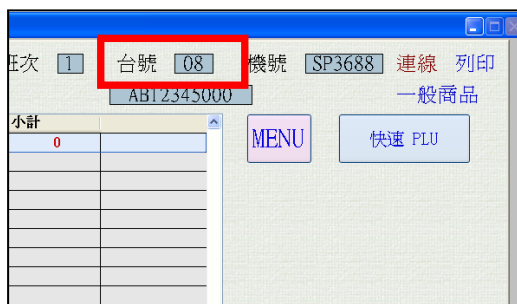 班次 1 台號 08 機號 SP3688 連線 列印
AB12345000 一般商品
小計
0
MENU
快速 PLU